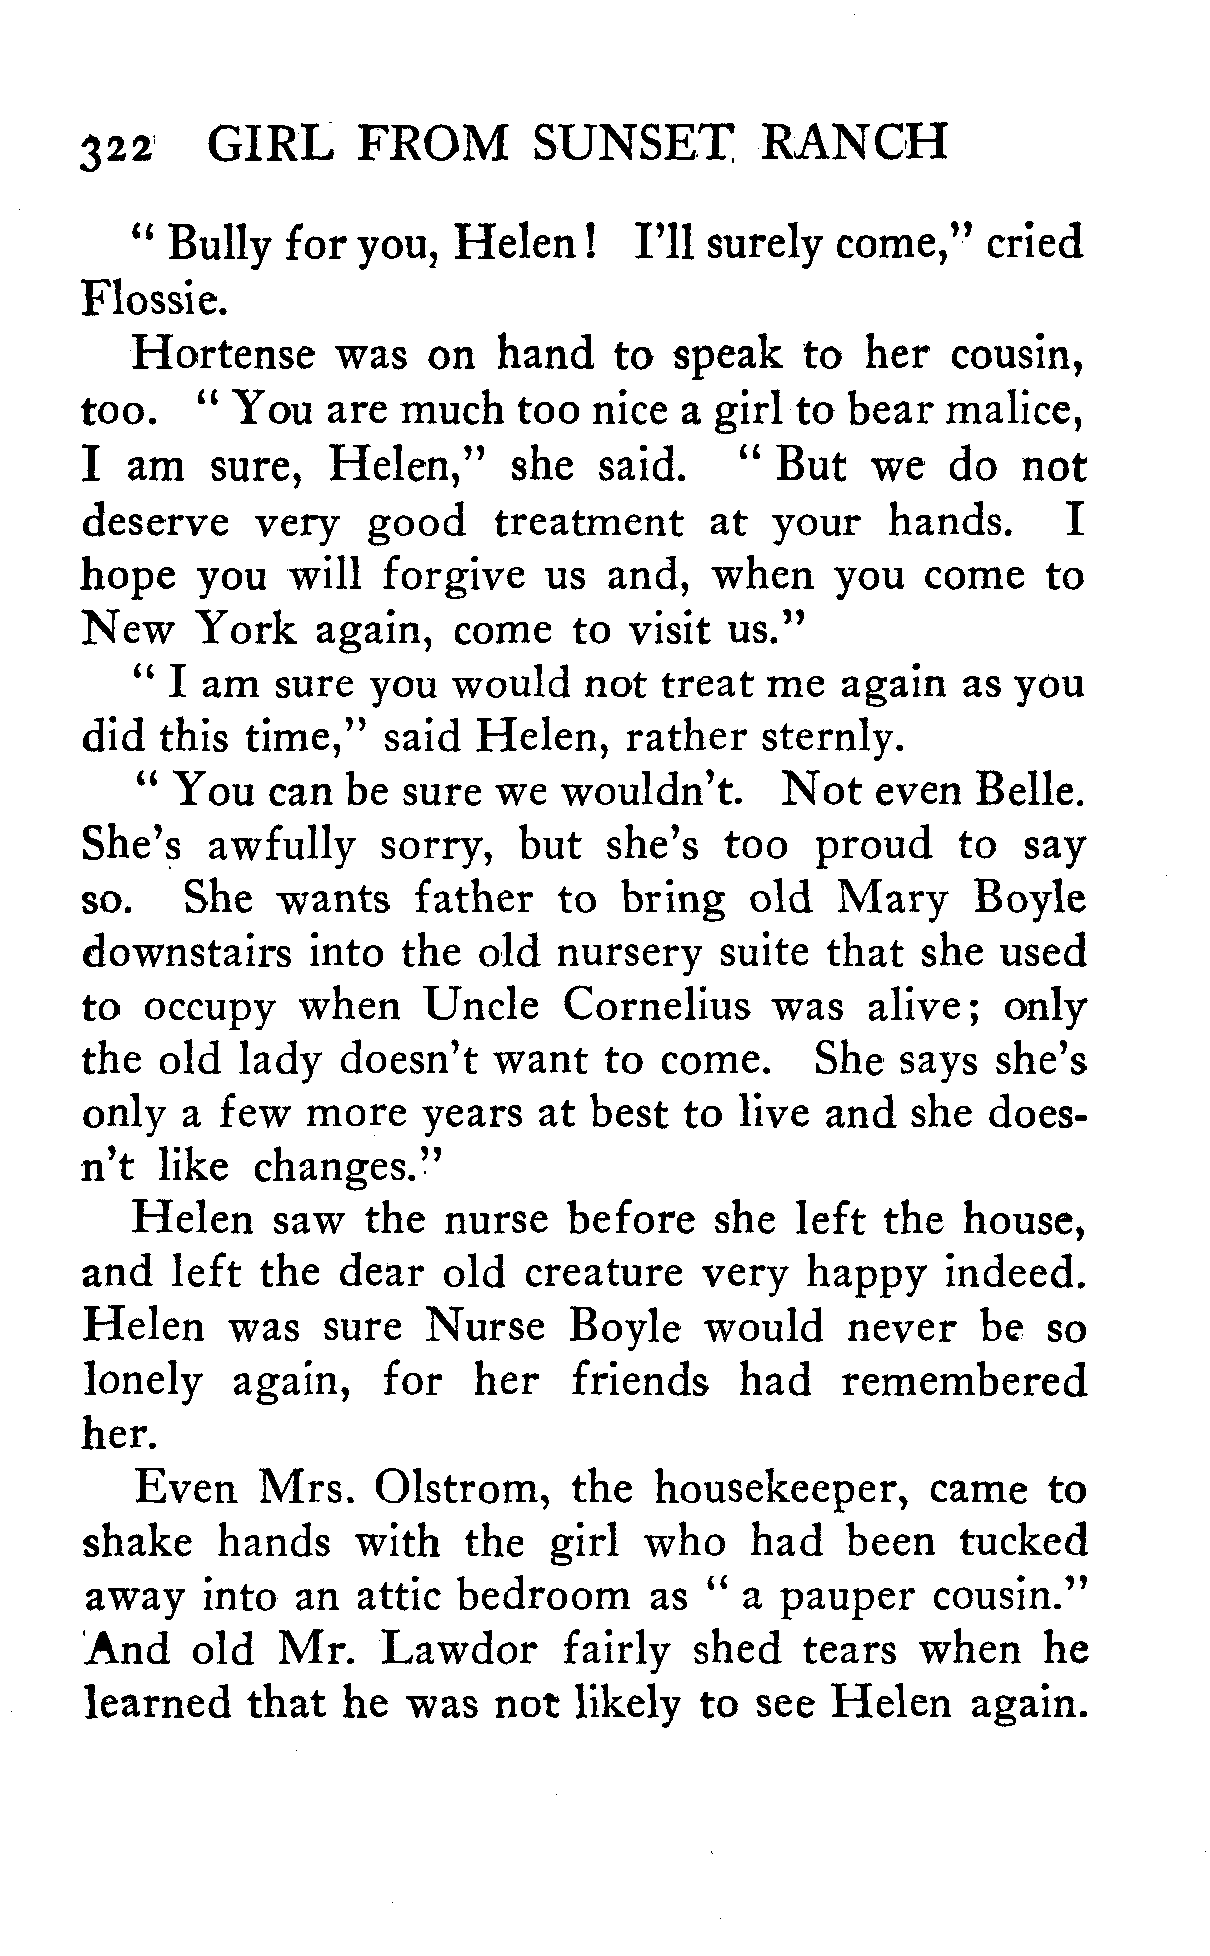 322 GIRL FROM SUNSET RANCH
" Bully for you, Helen! I'll surely come," cried
Flossie.
Hortense was on hand to speak to her cousin,
too. " You are much too nice a girl to bear malice,
I am sure, Helen," she said. " But we do not
deserve very good treatment at your hands. I
hope you will forgive us and, when you come to
New York again, come to visit us."
" I am sure you would not treat me again as you
did this time," said Helen, rather sternly.
" You can be sure we wouldn't. Not even Belle.
She's awfully sorry, but she's too proud to say
so. She wants father to bring old Mary Boyle
downstairs into the old nursery suite that she used
to occupy when Uncle Cornelius was alive; only
the old lady doesn't want to come. She says she's
only a few more years at best to live and she does-
n't like changes."
Helen saw the nurse before she left the house,
and left the dear old creature very happy indeed.
Helen was sure Nurse Boyle would never be so
lonely again, for her friends had remembered
her.
Even Mrs. Olstrom, the housekeeper, came to
shake hands with the girl who had been tucked
away into an attic bedroom as " a pauper cousin."
And old Mr. Lawdor fairly shed tears when he
learned that he was not likely to see Helen again.